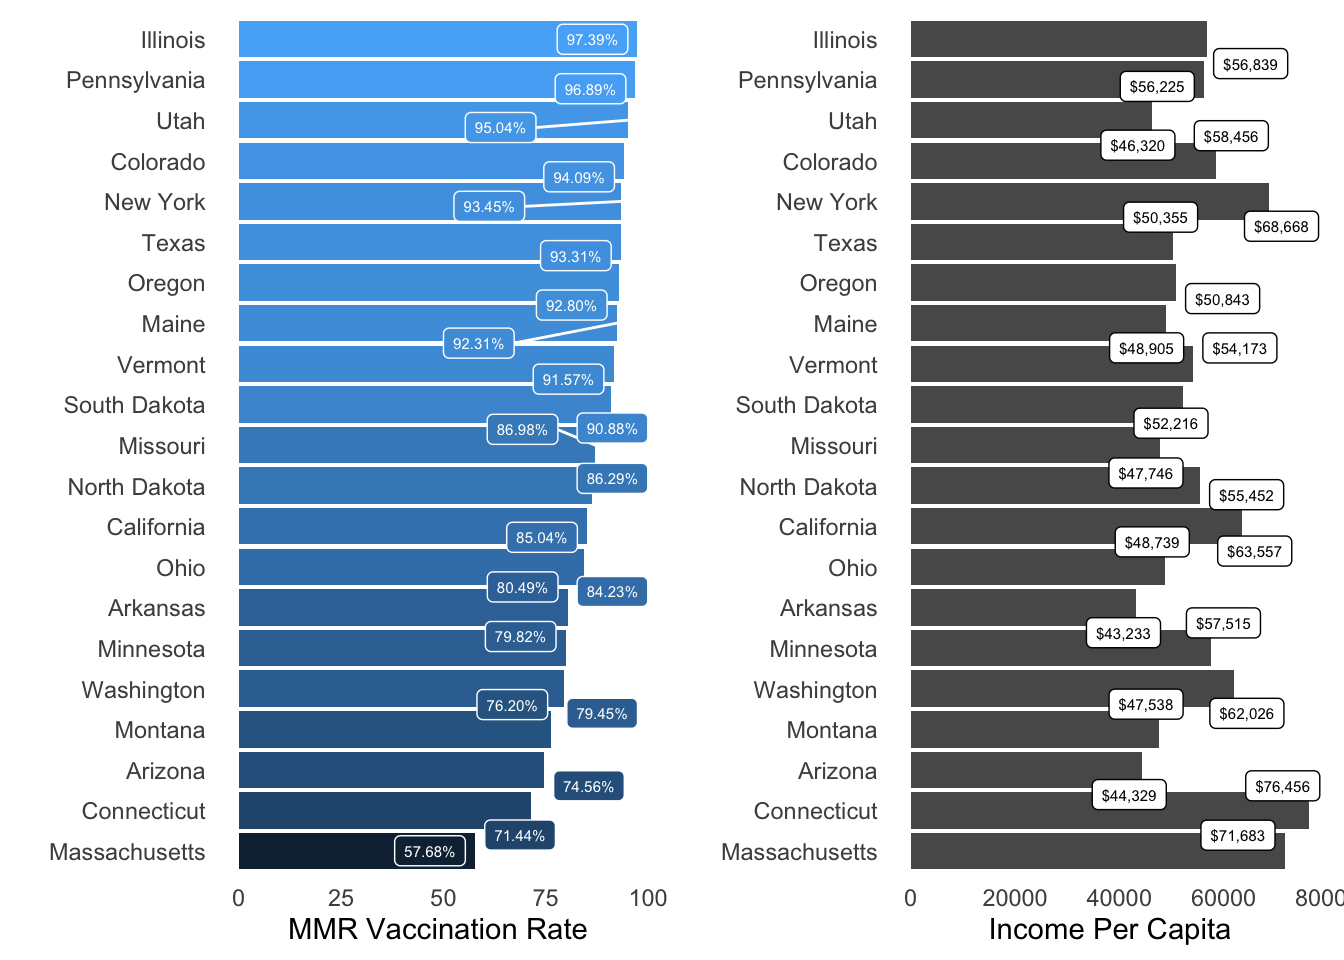 Illinois
Pennsylvania
Utah
Colorado
New York
Texas
Oregon
Maine
Vermont
South Dakota
Missouri
North Dakota
California
Ohio
Arkansas
Minnesota
Washington
Montana
Arizona
Connecticut
Massachusetts
97.39%
96.89%
95.04%
94.09%
93.45%
93.31%
92.80%
92.31%
91.57%
86.98%
90.88%
86.29%
85.04%
80.49%
84.23%
79.82%
76.20%
79.45%
74.56%
71.44%
57.68%
0 25 50 75 100
MMR Vaccination Rate
Illinois
Pennsylvania
Utah
Colorado
New York
Texas
Oregon
Maine
Vermont
South Dakota
Missouri
North Dakota
California
Ohio
Arkansas
Minnesota
Washington
Montana
Arizona
Connecticut
Massachusetts
$56,839
$56,225
$58,456
$46,320
$50,355
$68,668
$50,843
$48,905
$54,173
$52,216
$47,746
$55,452
$48,739
$63,557
$57,515
$43,233
$47,538
$62,026
$76,456
$44,329
$71,683
0 20000 40000 60000 8000
Income Per Capita